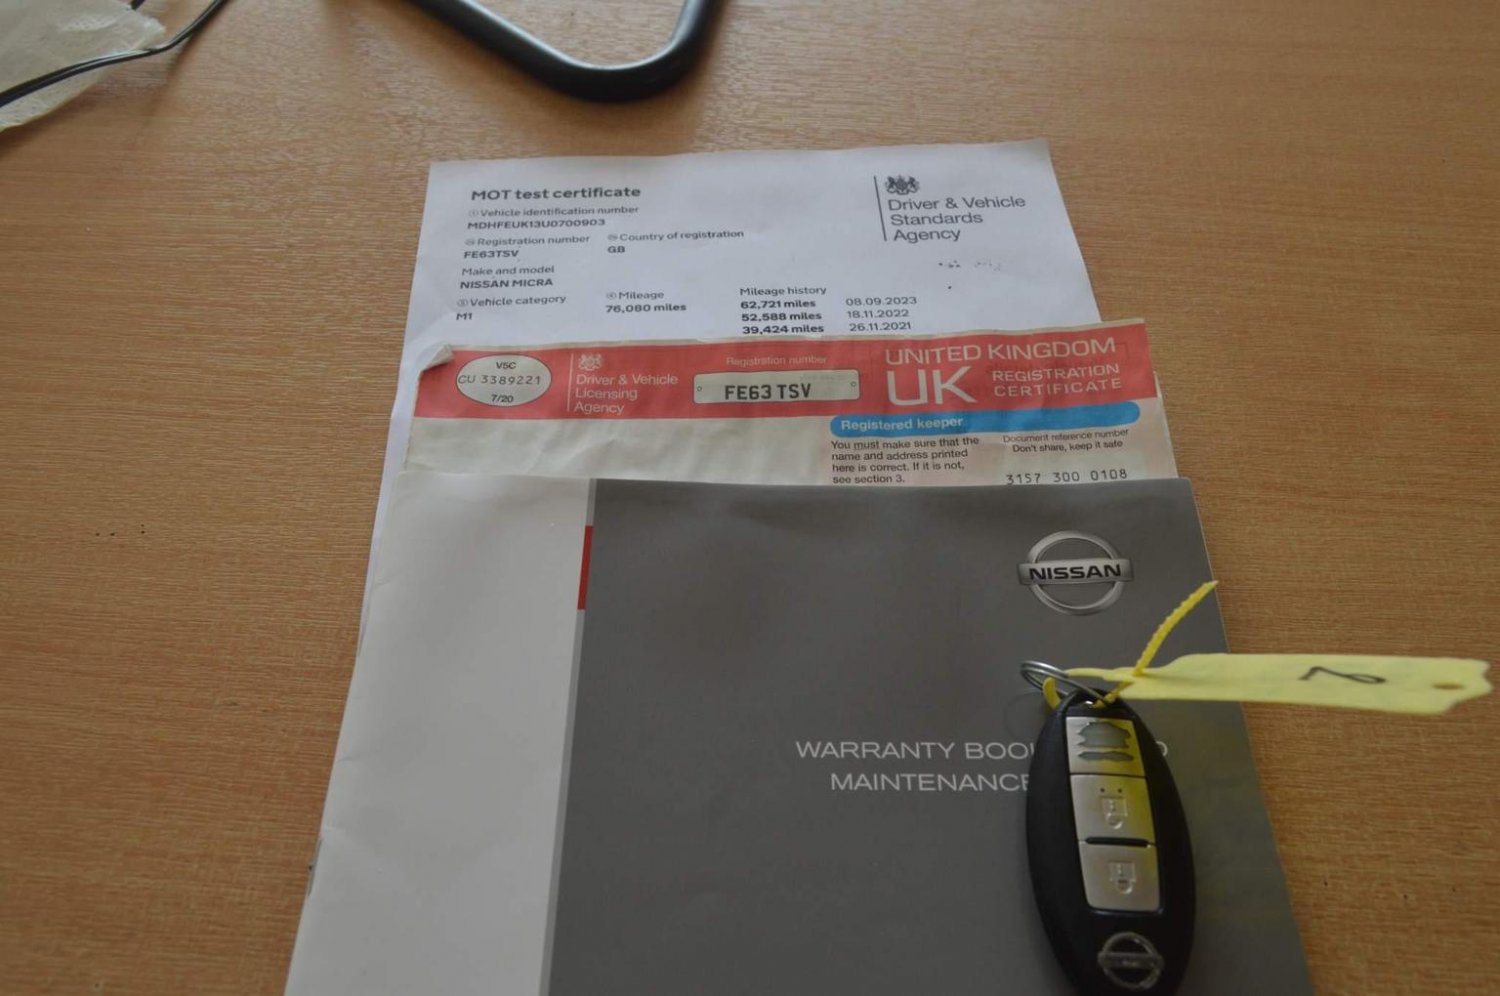 MOT test certificate
Vehicle identification number
MDHFEUK13U0700903
Registration number
FE63TSV
Country of registration
GB
Make and model
NISSAN MICRA
Vehicle category
M1
Mileage
76,080 miles
Mileage history
62,721 miles 08.09.2023
52,588 miles 18.11.2022
39,424 miles 26.11.2021
Driver & Vehicle
Standards
Agency
V5C
CU 3389221
7/20
Driver & Vehicle
Licensing
Agency
Registration number
FE63 TSV
UNITED KINGDOM
UK
REGISTRATION
CERTIFICATE
Registered keeper
You must make sure that the
name and address printed
here is correct. If it is not,
see section 3.
Document reference number
Don't share, keep it safe
3157 300 0108
NISSAN
WARRANTY
MAINTENANCE